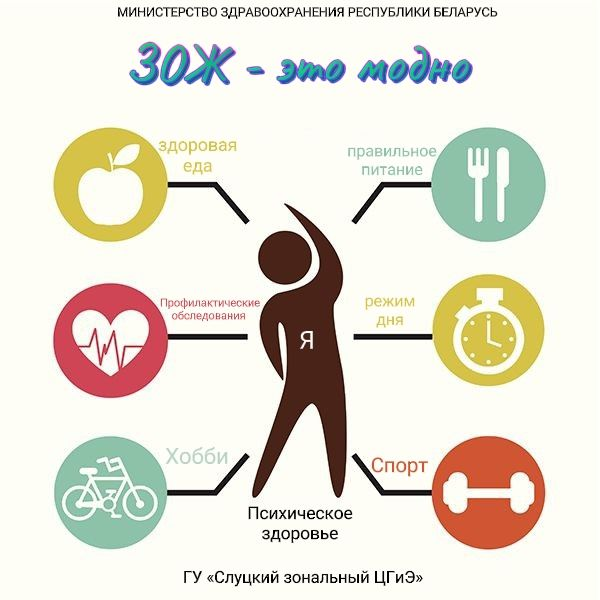 МИНИСТЕРСТВО ЗДРАВООХРАНЕНИЯ РЕСПУБЛИКИ БЕЛАРУСЬ
ЗОЖ - это модно
здоровая
еда
правильное
питание
Профилактические
обследования
режим
дня
Я
Хобби
Спорт
Психическое
здоровье
ГУ «Слуцкий зональный ЦГиЭ»